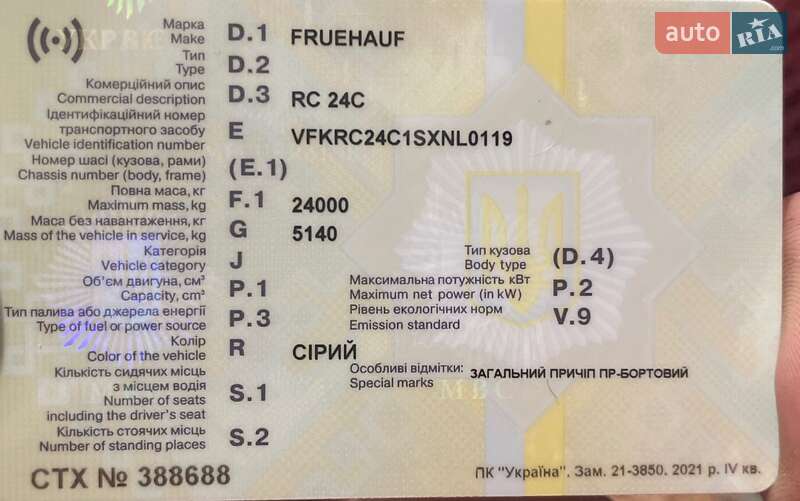 auto RIA
Марка
Make D.1 FRUEHAUF
Тип
Type D.2
Комерційний опис
Commercial description D.3 RC 24C
Ідентифікаційний номер
транспортного засобу
Vehicle identification number E VFKRC24C1SXNL0119
Номер шасі (кузова, рами)
Chassis number (body, frame) (E.1)
Повна маса, кг
Maximum mass, kg F.1 24000
Маса без навантаження, кг
Mass of the vehicle in service, kg G 5140
Категорія
Vehicle category J
Тип кузова
Body type (D.4)
Об'єм двигуна, см³
Capacity, cm³ P.1
Максимальна потужність кВт
Maximum net power (in kW) P.2
Тип палива або джерела енергії
Type of fuel or power source P.3
Рівень екологічних норм
Emission standard V.9
Колір
Color of the vehicle R СІРИЙ
Особливі відмітки:
Special marks ЗАГАЛЬНИЙ ПРИЧІП ПР-БОРТОВИЙ
Кількість сидячих місць
з місцем водія
Number of seats
including the driver's seat S.1
МВС
Кількість стоячих місць
Number of standing places S.2
СТХ № 388688
ПК "Україна". Зам. 21-3850. 2021 р. IV кв.